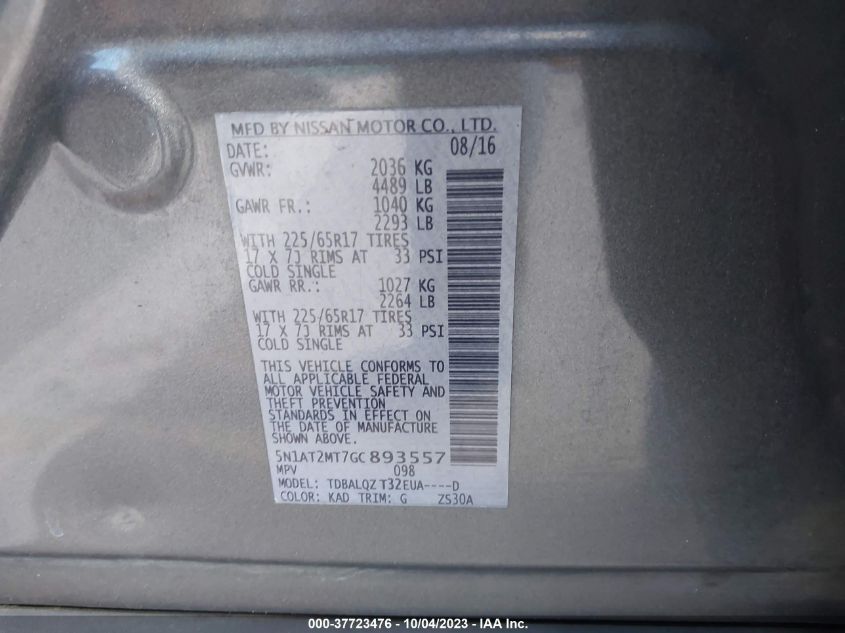 MFD BY NISSAN MOTOR CO., LTD.
DATE: 08/16
GVWR: 2036 KG
4489 LB
GAWR FR.: 1040 KG
2293 LB
WITH 225/65R17 TIRES
17 X 7J RIMS AT 33 PSI
COLD SINGLE
GAWR RR.: 1027 KG
2264 LB
WITH 225/65R17 TIRES
17 X 7J RIMS AT 33 PSI
COLD SINGLE
THIS VEHICLE CONFORMS TO
ALL APPLICABLE FEDERAL
MOTOR VEHICLE SAFETY AND
THEFT PREVENTION
STANDARDS IN EFFECT ON
THE DATE OF MANUFACTURE
SHOWN ABOVE.
5N1AT2MT7GC893557
MPV 098
MODEL: TDBALQZ T32EUA----D
COLOR: KAD TRIM: G ZS30A
000-37723476 - 10/04/2023 - IAA Inc.